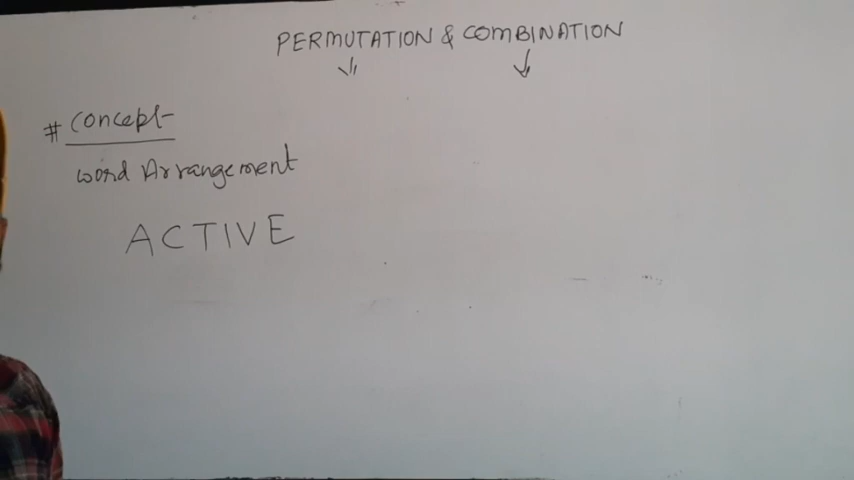 PERMUTATION & COMBINATION
# Concept-
word Arrangement
ACTIVE